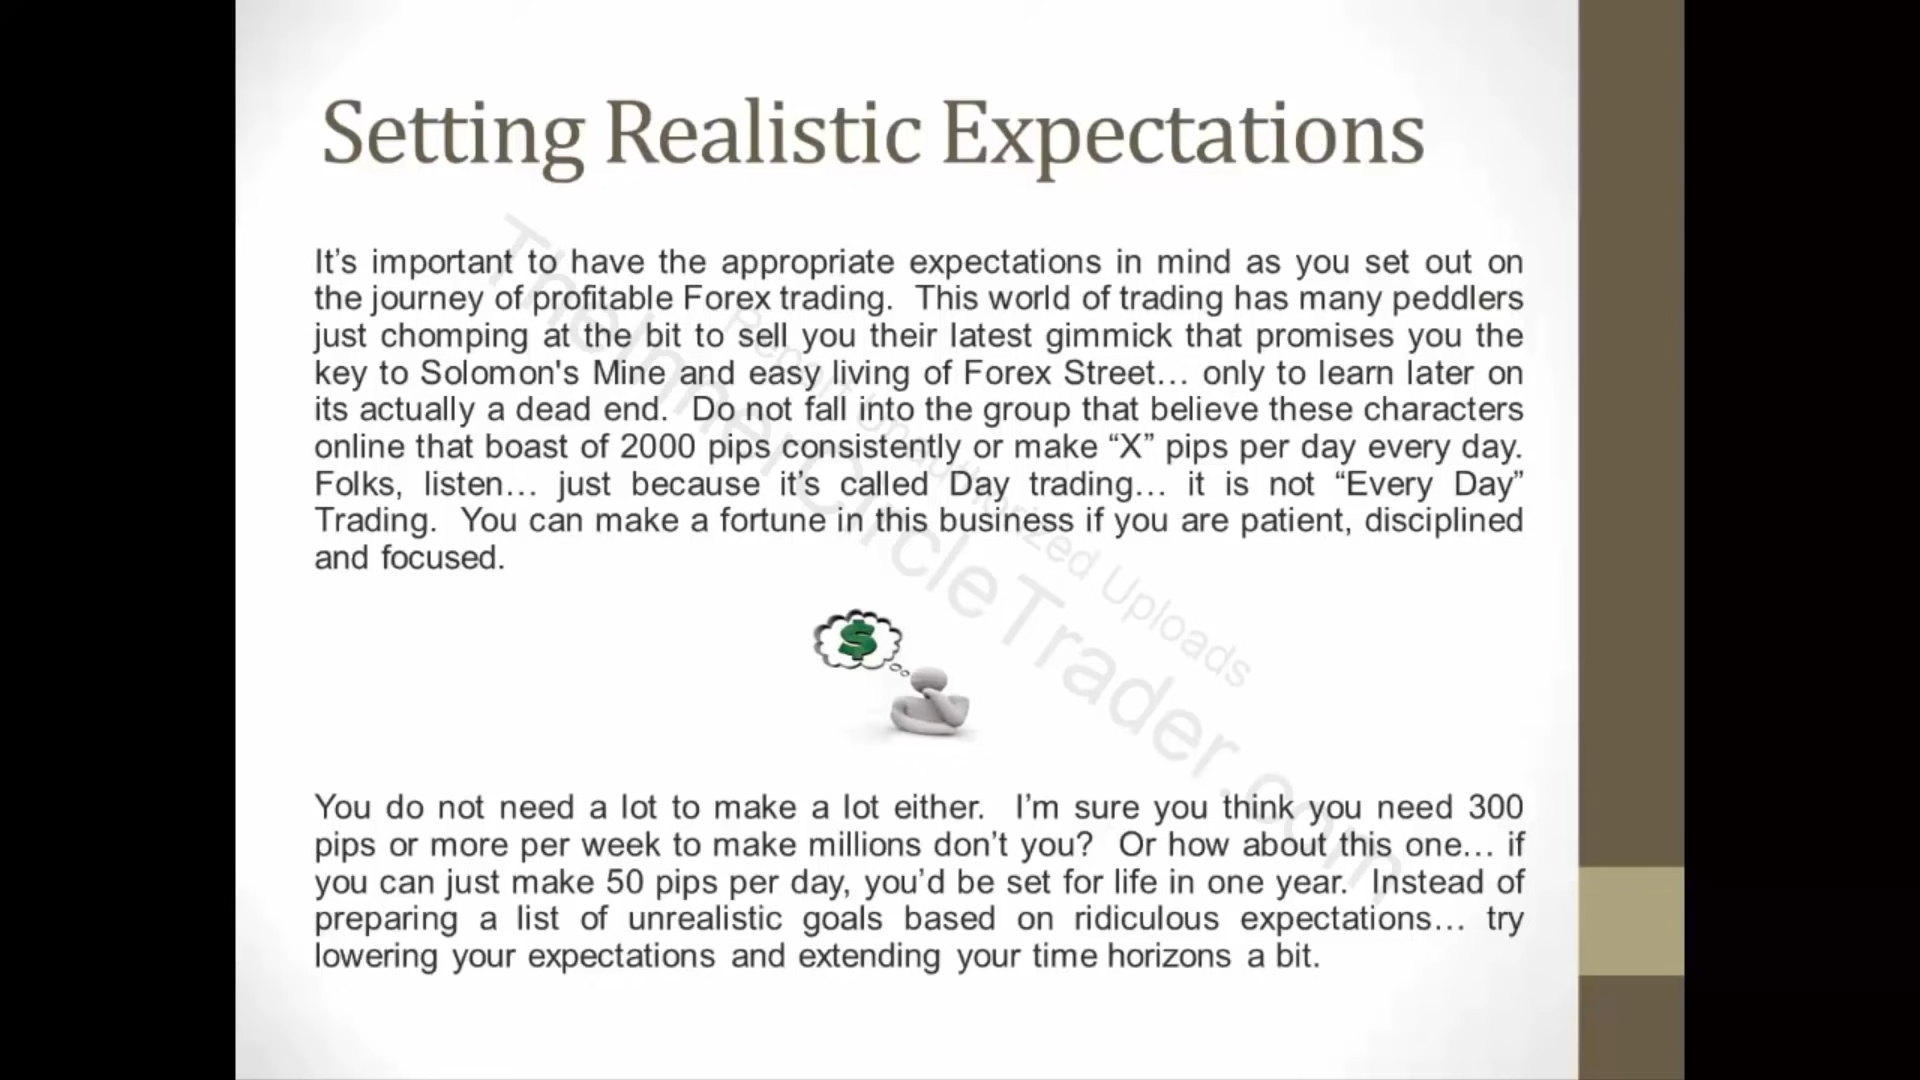 Setting Realistic Expectations
It’s important to have the appropriate expectations in mind as you set out on
the journey of profitable Forex trading.  This world of trading has many peddlers
just chomping at the bit to sell you their latest gimmick that promises you the
key to Solomon's Mine and easy living of Forex Street… only to learn later on
its actually a dead end.  Do not fall into the group that believe these characters
online that boast of 2000 pips consistently or make “X” pips per day every day.
Folks, listen… just because it’s called Day trading… it is not “Every Day”
Trading.  You can make a fortune in this business if you are patient, disciplined
and focused.
$
You do not need a lot to make a lot either.  I’m sure you think you need 300
pips or more per week to make millions don’t you?  Or how about this one… if
you can just make 50 pips per day, you’d be set for life in one year.  Instead of
preparing a list of unrealistic goals based on ridiculous expectations… try
lowering your expectations and extending your time horizons a bit.
TheInnerCircleTrader.com
Report Unauthorized Uploads